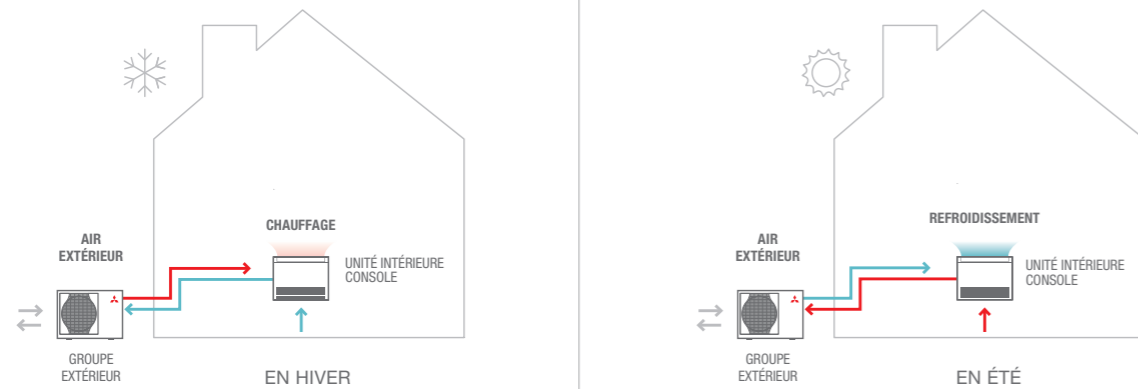 CHAUFFAGE
AIR
EXTÉRIEUR
UNITÉ INTÉRIEURE
CONSOLE
GROUPE
EXTÉRIEUR
EN HIVER
REFROIDISSEMENT
AIR
EXTÉRIEUR
UNITÉ INTÉRIEURE
CONSOLE
GROUPE
EXTÉRIEUR
EN ÉTÉ